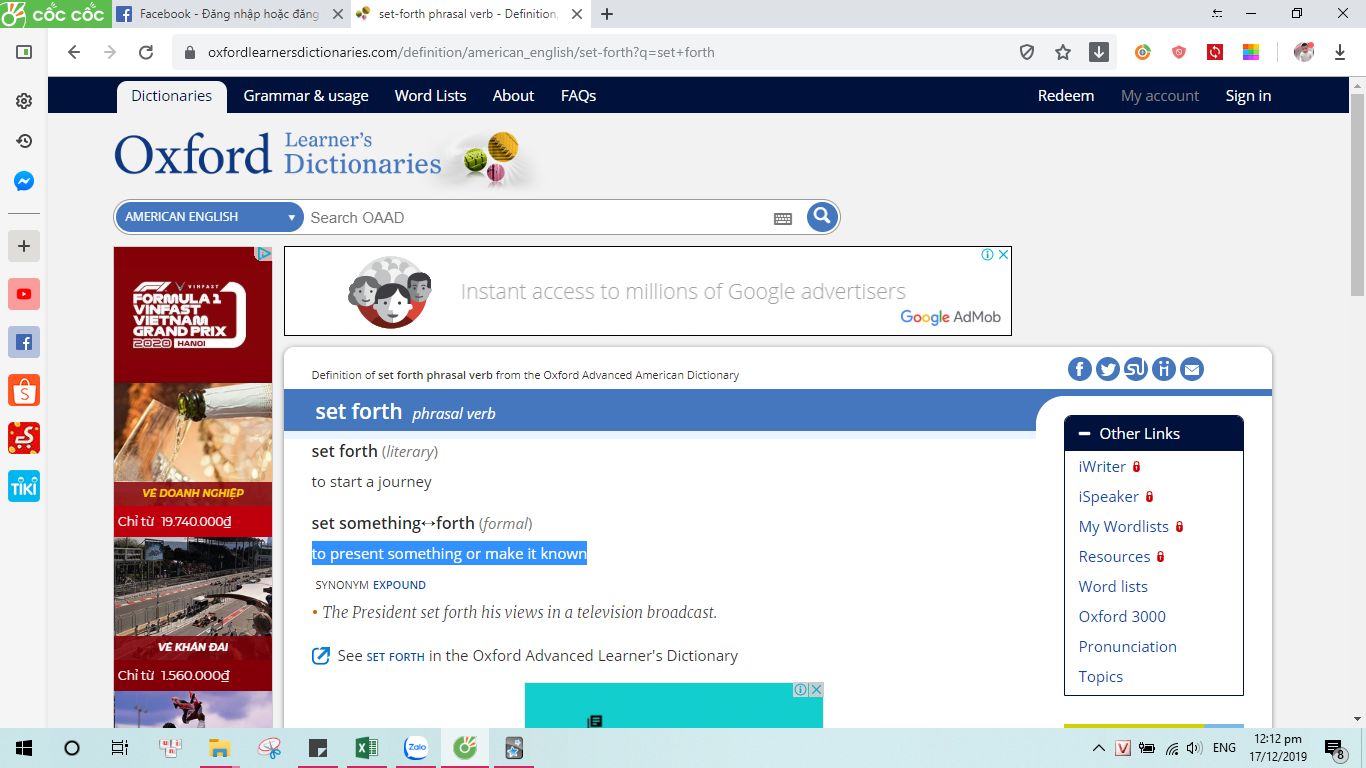 cốc cốc
Facebook - Đăng nhập hoặc đăng
set-forth phrasal verb - Definition,
oxfordlearnersdictionaries.com/definition/american_english/set-forth?q=set+forth
Dictionaries
Grammar & usage
Word Lists
About
FAQs
Redeem
My account
Sign in
Oxford
Learner's
Dictionaries
AMERICAN ENGLISH
Search OAAD
VINFAST
FORMULA 1
VINFAST
VIETNAM
GRAND PRIX
2020 HANOI
VÉ DOANH NGHIỆP
Chỉ từ 19.740.000₫
VÉ KHÁN ĐÀI
Chỉ từ 1.560.000₫
Instant access to millions of Google advertisers
Google AdMob
Definition of set forth phrasal verb from the Oxford Advanced American Dictionary
set forth phrasal verb
set forth (literary)
to start a journey
set something↔forth (formal)
to present something or make it known
SYNONYM EXPOUND
• The President set forth his views in a television broadcast.
See SET FORTH in the Oxford Advanced Learner's Dictionary
Other Links
iWriter
iSpeaker
My Wordlists
Resources
Word lists
Oxford 3000
Pronunciation
Topics
TIKI
Zalo
ENG
12:12 pm
17/12/2019
8